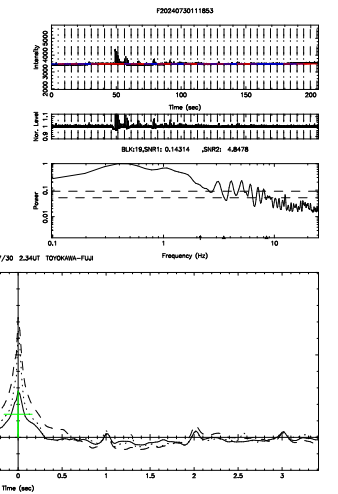 F20240730111853
Intensity
2000 3000 4000 5000
0 50 100 150 200
Time (sec)
Nor. Level
0.9 1 1.1
BLK:19,SNR1: 0.14314 ,SNR2: 4.8478
Power
0.01 0.1 1
0.1 1 10
Frequency (Hz)
/30 2.34UT TOYOKAWA-FUJI
0 0.5 1 1.5 2 2.5 3
Time (sec)